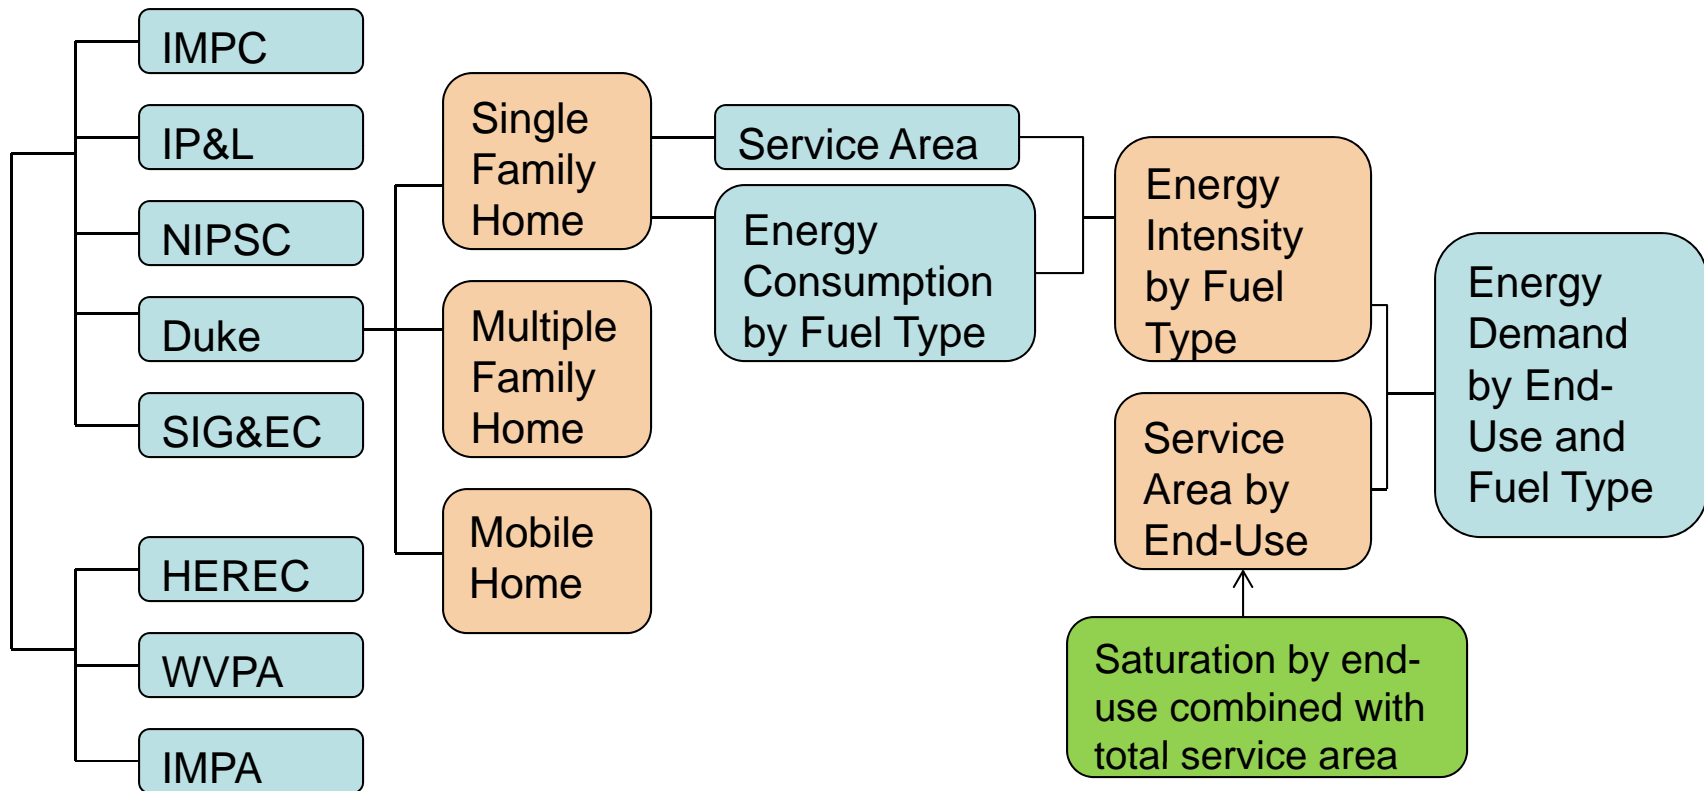 IMPC
IP&L
NIPSC
Duke
SIG&EC
HEREC
WVPA
IMPA
Single
Family
Home
Multiple
Family
Home
Mobile
Home
Service Area
Energy
Consumption
by Fuel Type
Energy
Intensity
by Fuel
Type
Service
Area by
End-Use
Saturation by end-
use combined with
total service area
Energy
Demand
by End-
Use and
Fuel Type